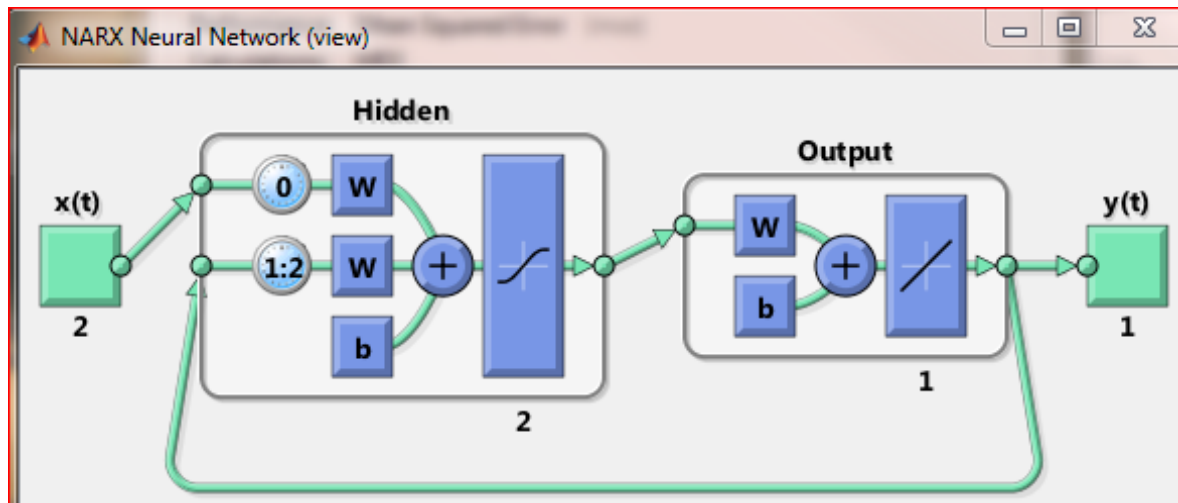 NARX Neural Network (view)
Hidden
Output
x(t)
y(t)
0
W
1:2
W
b
W
b
2
2
1
1